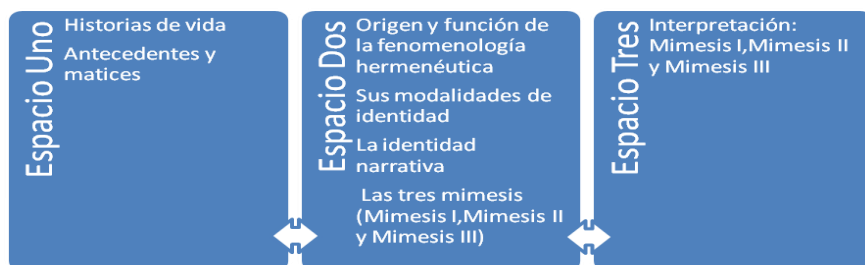 Espacio Uno
Historias de vida
Antecedentes y
matices
Espacio Dos
Origen y función de
la fenomenología
hermenéutica
Sus modalidades de
identidad
La identidad
narrativa
Las tres mimesis
(Mimesis I,Mimesis II
y Mimesis III)
Espacio Tres
Interpretación:
Mimesis I,Mimesis II
y Mimesis III